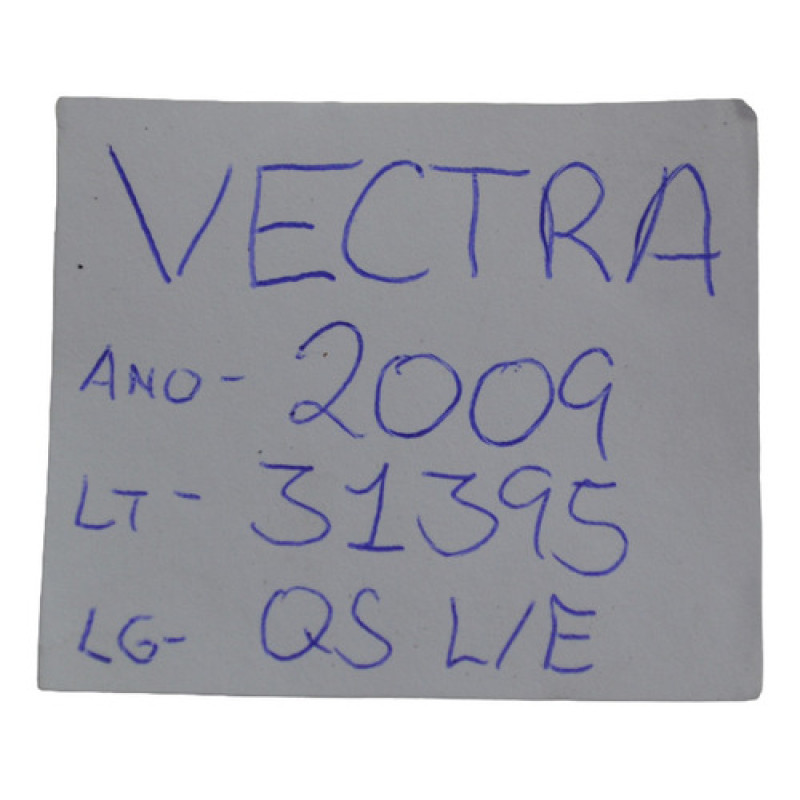 VECTRA
ANO- 2009
LT- 31395
LG- QS L/E